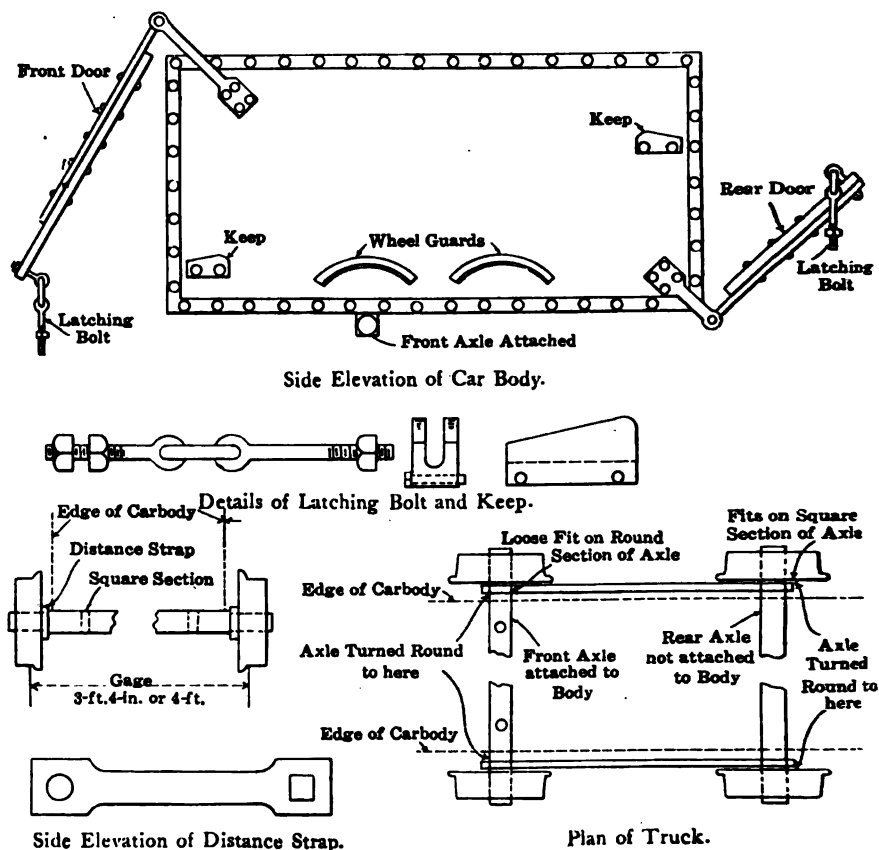 Front Door
Keep
Rear Door
Keep
Wheel Guards
Latching
Bolt
Latching
Bolt
Front Axle Attached
Side Elevation of Car Body.
Details of Latching Bolt and Keep.
Edge of Carbody
Distance Strap
Square Section
Gage
3-ft.4-in. or 4-ft.
Side Elevation of Distance Strap.
Loose Fit on Round
Section of Axle
Fits on Square
Section of Axle
Edge of Carbody
Axle Turned Round
to here
Front Axle
attached to
Body
Rear Axle
not attached
to Body
Axle
Turned
Round to
here
Edge of Carbody
Plan of Truck.